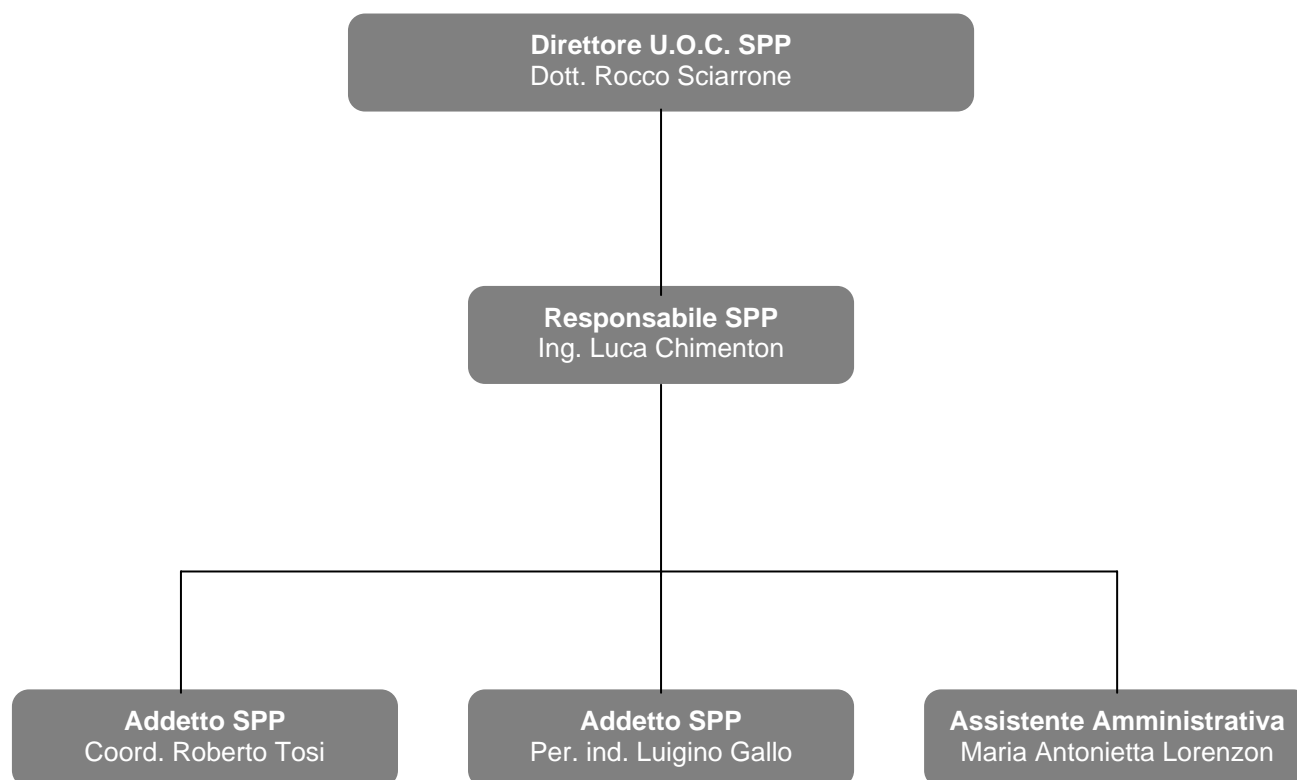 Direttore U.O.C. SPP
Dott. Rocco Sciarrone
Responsabile SPP
Ing. Luca Chimenton
Addetto SPP
Coord. Roberto Tosi
Addetto SPP
Per. ind. Luigino Gallo
Assistente Amministrativa
Maria Antonietta Lorenzon